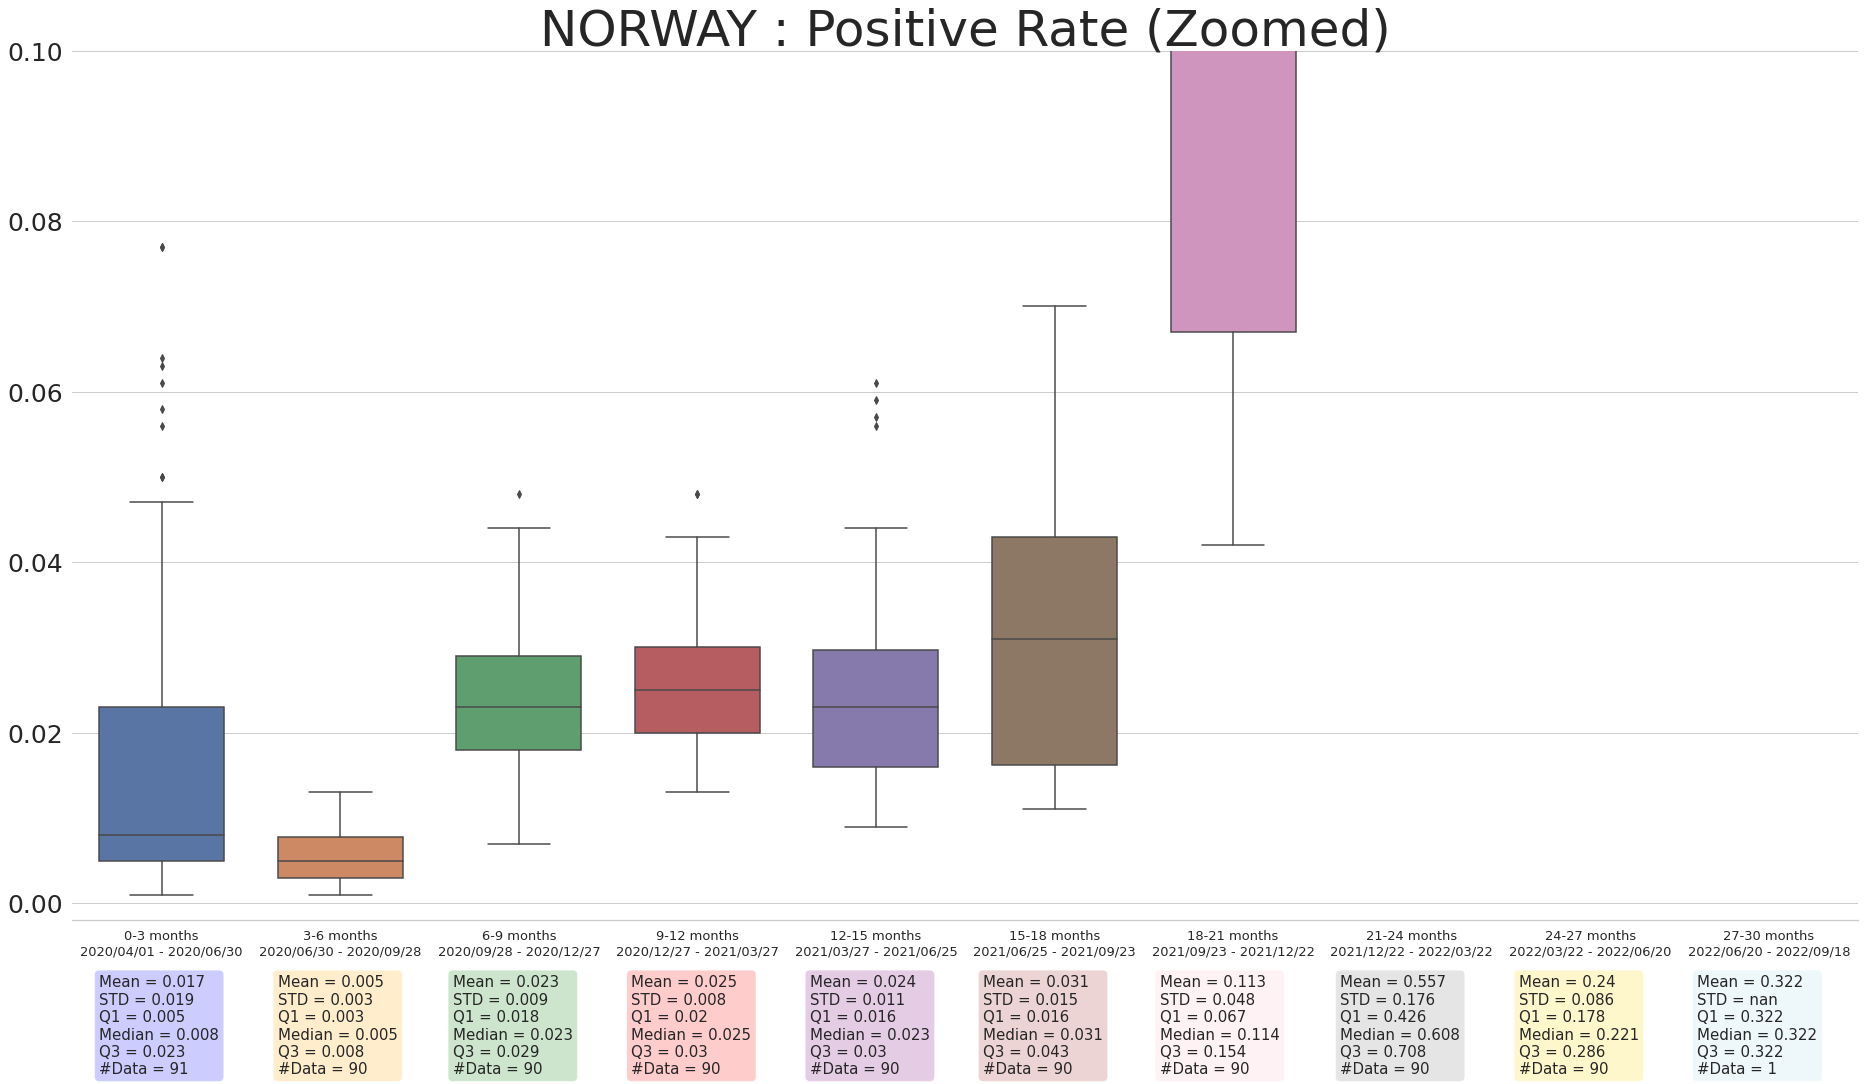 NORWAY : Positive Rate (Zoomed)
0.10
0.08
0.06
0.04
0.02
0.00
0-3 months
2020/04/01 - 2020/06/30
3-6 months
2020/06/30 - 2020/09/28
6-9 months
2020/09/28 - 2020/12/27
9-12 months
2020/12/27 - 2021/03/27
12-15 months
2021/03/27 - 2021/06/25
15-18 months
2021/06/25 - 2021/09/23
18-21 months
2021/09/23 - 2021/12/22
21-24 months
2021/12/22 - 2022/03/22
24-27 months
2022/03/22 - 2022/06/20
27-30 months
2022/06/20 - 2022/09/18
Mean = 0.017
STD = 0.019
Q1 = 0.005
Median = 0.008
Q3 = 0.023
#Data = 91
Mean = 0.005
STD = 0.003
Q1 = 0.003
Median = 0.005
Q3 = 0.008
#Data = 90
Mean = 0.023
STD = 0.009
Q1 = 0.018
Median = 0.023
Q3 = 0.029
#Data = 90
Mean = 0.025
STD = 0.008
Q1 = 0.02
Median = 0.025
Q3 = 0.03
#Data = 90
Mean = 0.024
STD = 0.011
Q1 = 0.016
Median = 0.023
Q3 = 0.03
#Data = 90
Mean = 0.031
STD = 0.015
Q1 = 0.016
Median = 0.031
Q3 = 0.043
#Data = 90
Mean = 0.113
STD = 0.048
Q1 = 0.067
Median = 0.114
Q3 = 0.154
#Data = 90
Mean = 0.557
STD = 0.176
Q1 = 0.426
Median = 0.608
Q3 = 0.708
#Data = 90
Mean = 0.24
STD = 0.086
Q1 = 0.178
Median = 0.221
Q3 = 0.286
#Data = 90
Mean = 0.322
STD = nan
Q1 = 0.322
Median = 0.322
Q3 = 0.322
#Data = 1